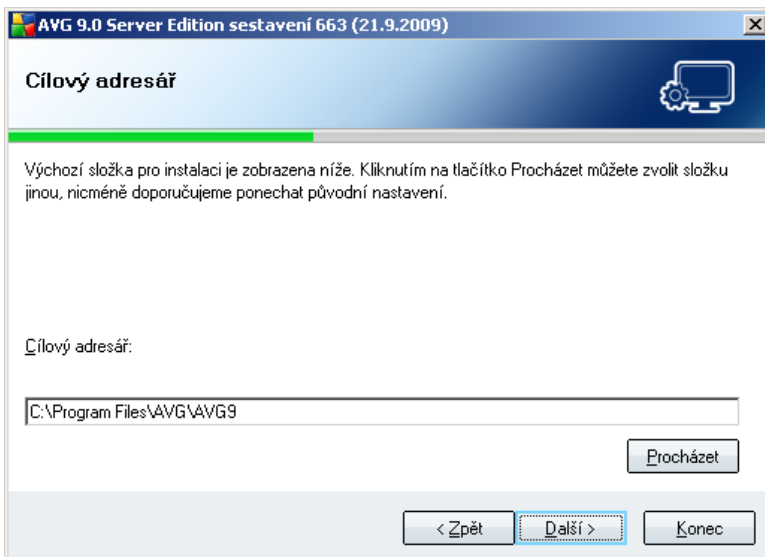 AVG 9.0 Server Edition sestavení 663 (21.9.2009)
Cílový adresář
Výchozí složka pro instalaci je zobrazena níže. Kliknutím na tlačítko Procházet můžete zvolit složku
jinou, nicméně doporučujeme ponechat původní nastavení.
Cílový adresář:
C:\Program Files\AVG\AVG9
Procházet
< Zpět
Další >
Konec